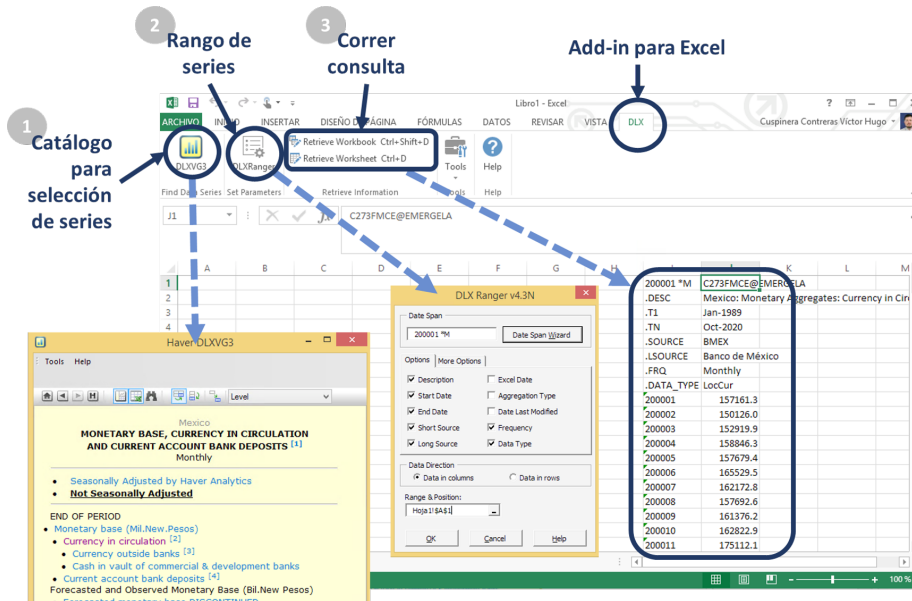 2
Rango de
series
3
Correr
consulta
Add-in para Excel
1
Catálogo
para
selección
de series
Libro1 - Excel
ARCHIVO
INSERTAR
FÓRMULAS
DATOS
REVISAR
VISTA
DLX
Cuspinera Contreras Víctor Hugo
DLXVG3
DLXRanger
Retrieve Workbook Ctrl+Shift+D
Retrieve Worksheet Ctrl+D
Tools
Help
Find Data Series
Set Parameters
Retrieve Information
Tools
Help
J1
C273FMCE@EMERGELA
A B C D E F G H K L M
1 200001 *M C273FMCE@EMERGELA
2 .DESC Mexico: Monetary Aggregates: Currency in Circ
3 .T1 Jan-1989
4 .TN Oct-2020
.SOURCE BMEX
.LSOURCE Banco de México
.FRQ Monthly
.DATA_TYPE LocCur
200001 157161.3
200002 150126.0
200003 152919.9
200004 158846.3
200005 157679.4
200006 165529.5
200007 162172.8
200008 157692.6
200009 161376.2
200010 162822.9
200011 175112.1
DLX Ranger v4.3N
Date Span
200001 *M
Date Span Wizard
Options
More Options
Description
Excel Date
Start Date
Aggregation Type
End Date
Date Last Modified
Short Source
Frequency
Long Source
Data Type
Data Direction
Data in columns
Data in rows
Range & Position:
Hoja1!$A$1
OK
Cancel
Help
Haver DLXVG3
Tools Help
Level
Mexico
MONETARY BASE, CURRENCY IN CIRCULATION
AND CURRENT ACCOUNT BANK DEPOSITS [1]
Monthly
Seasonally Adjusted by Haver Analytics
Not Seasonally Adjusted
END OF PERIOD
Monetary base (Mil.New.Pesos)
Currency in circulation [2]
Currency outside banks [3]
Cash in vault of commercial & development banks
Current account bank deposits [4]
Forecasted and Observed Monetary Base (Bil.New Pesos)
Forecasted monetary base DISCONTINUED
100 %